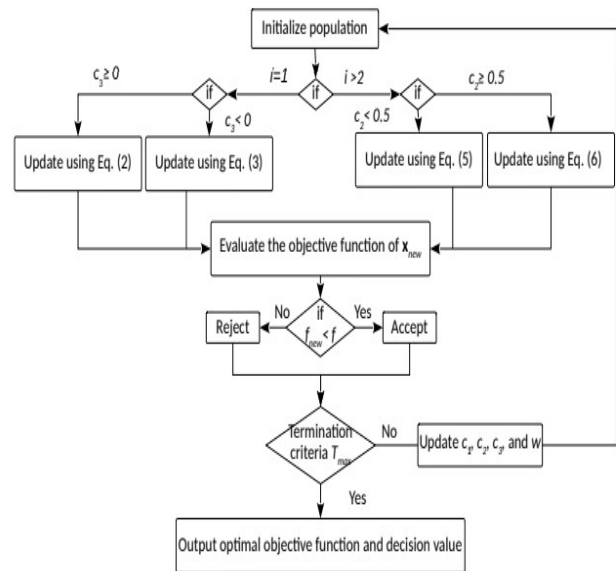 Initialize population
c₃ ≥ 0
i=1
if
i >2
c₂ ≥ 0.5
if
if
c₃ < 0
c₂ < 0.5
Update using Eq. (2)
Update using Eq. (3)
Update using Eq. (5)
Update using Eq. (6)
Evaluate the objective function of xnew
No
if
fnew < f
Yes
Reject
Accept
Termination
criteria Tmax
No
Update c₁, c₂, c₃, and w
Yes
Output optimal objective function and decision value